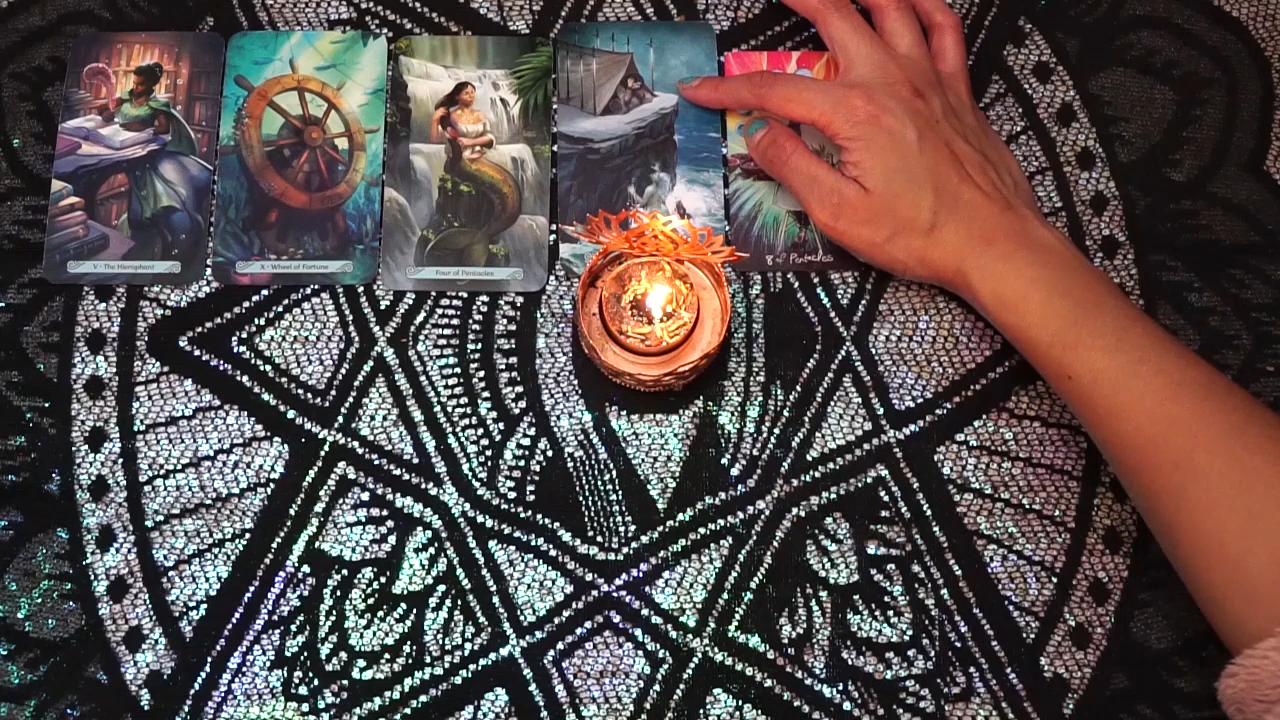 V · The Hierophant
X · Wheel of Fortune
Four of Pentacles
8 of Pentacles